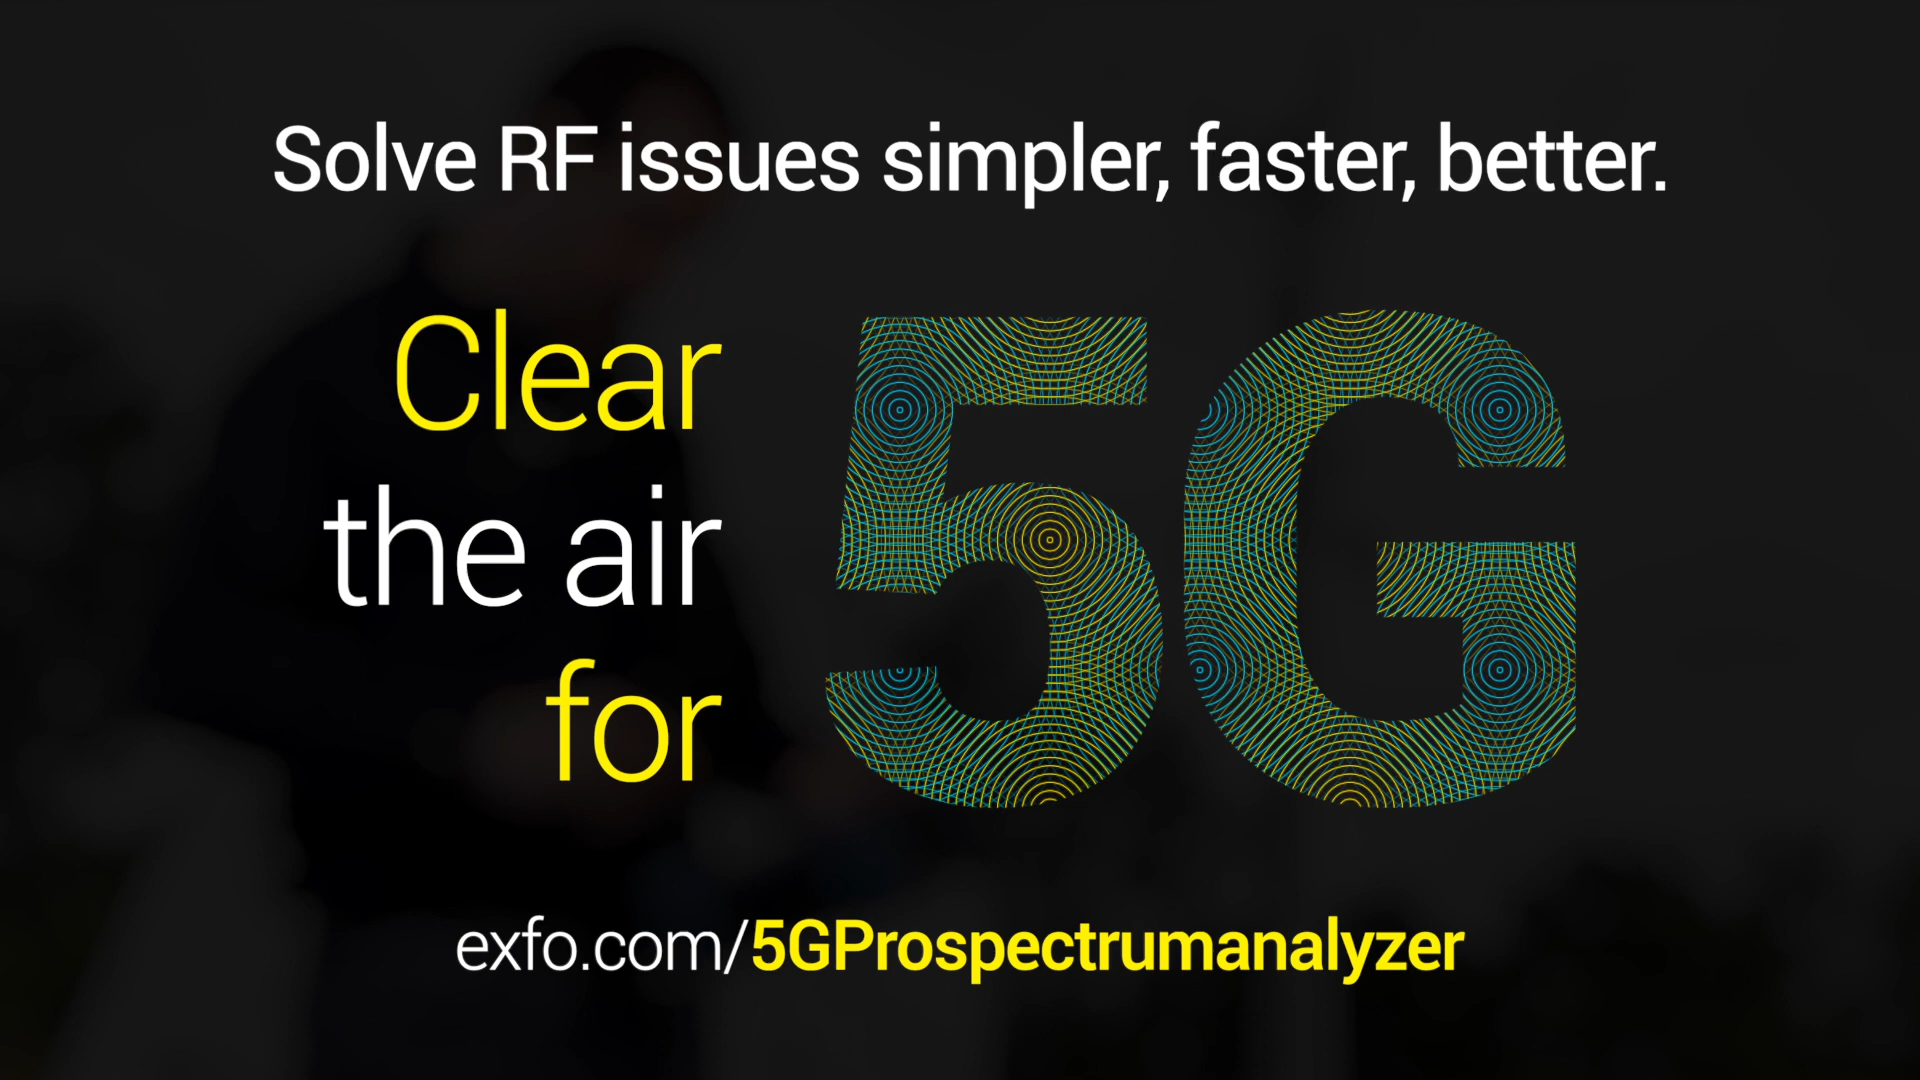 Solve RF issues simpler, faster, better.
Clear
the air
for
5G
exfo.com/5GProspectrumanalyzer